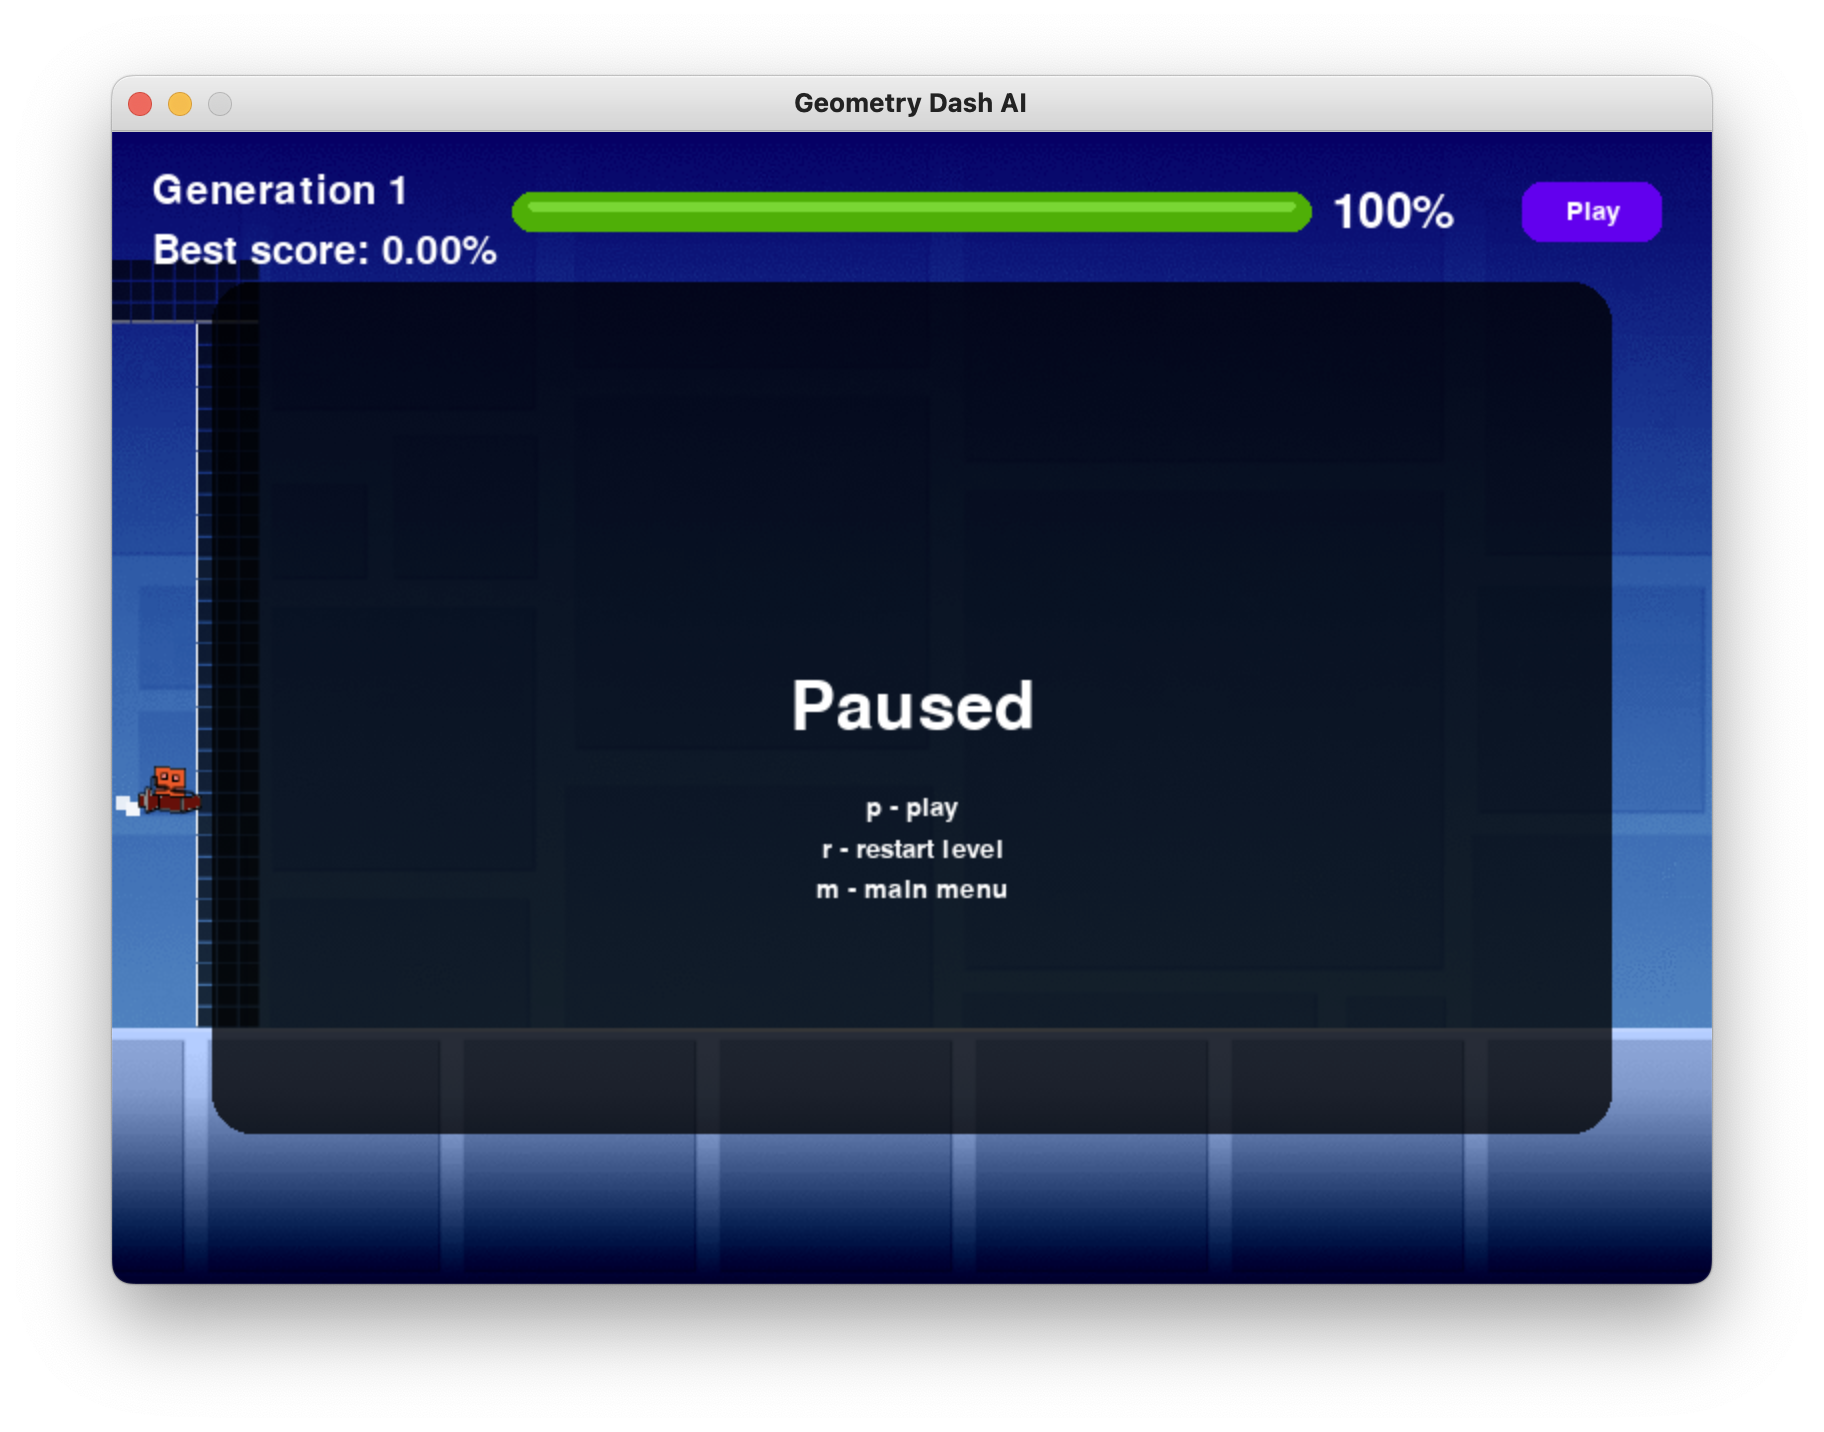 Geometry Dash AI
Generation 1
Best score: 0.00%
100%
Play
Paused
p - play
r - restart level
m - main menu